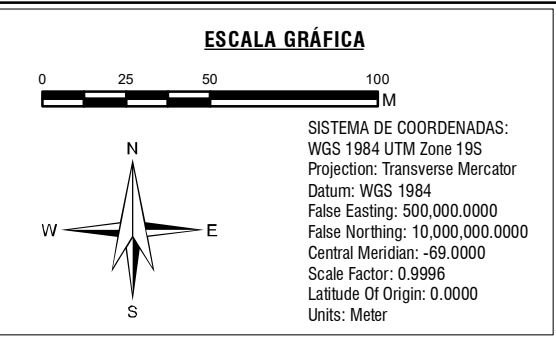 ESCALA GRÁFICA
0 25 50 100
M
SISTEMA DE COORDENADAS:
WGS 1984 UTM Zone 19S
Projection: Transverse Mercator
Datum: WGS 1984
False Easting: 500,000.0000
False Northing: 10,000,000.0000
Central Meridian: -69.0000
Scale Factor: 0.9996
Latitude Of Origin: 0.0000
Units: Meter
N
W E
S